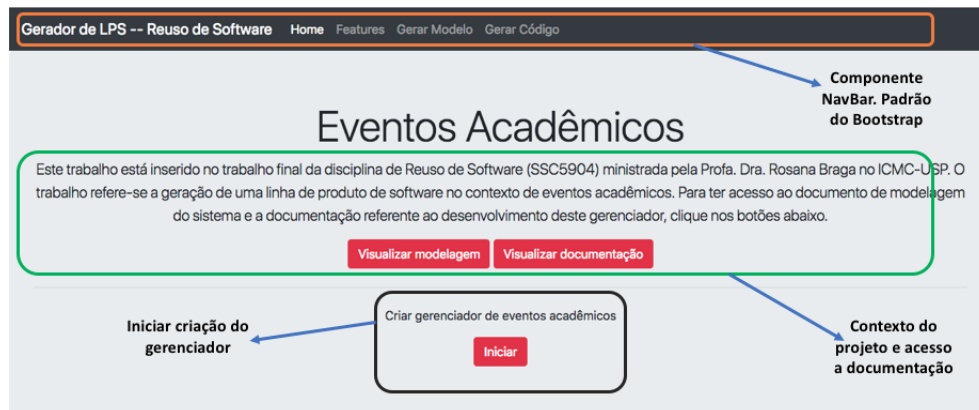 Gerador de LPS -- Reuso de Software Home Features Gerar Modelo Gerar Código
Componente
NavBar. Padrão
do Bootstrap
Eventos Acadêmicos
Este trabalho está inserido no trabalho final da disciplina de Reuso de Software (SSC5904) ministrada pela Profa. Dra. Rosana Braga no ICMC-USP. O
trabalho refere-se a geração de uma linha de produto de software no contexto de eventos acadêmicos. Para ter acesso ao documento de modelagem
do sistema e a documentação referente ao desenvolvimento deste gerenciador, clique nos botões abaixo.
Visualizar modelagem Visualizar documentação
Criar gerenciador de eventos acadêmicos
Iniciar
Iniciar criação do
gerenciador
Contexto do
projeto e acesso
a documentação